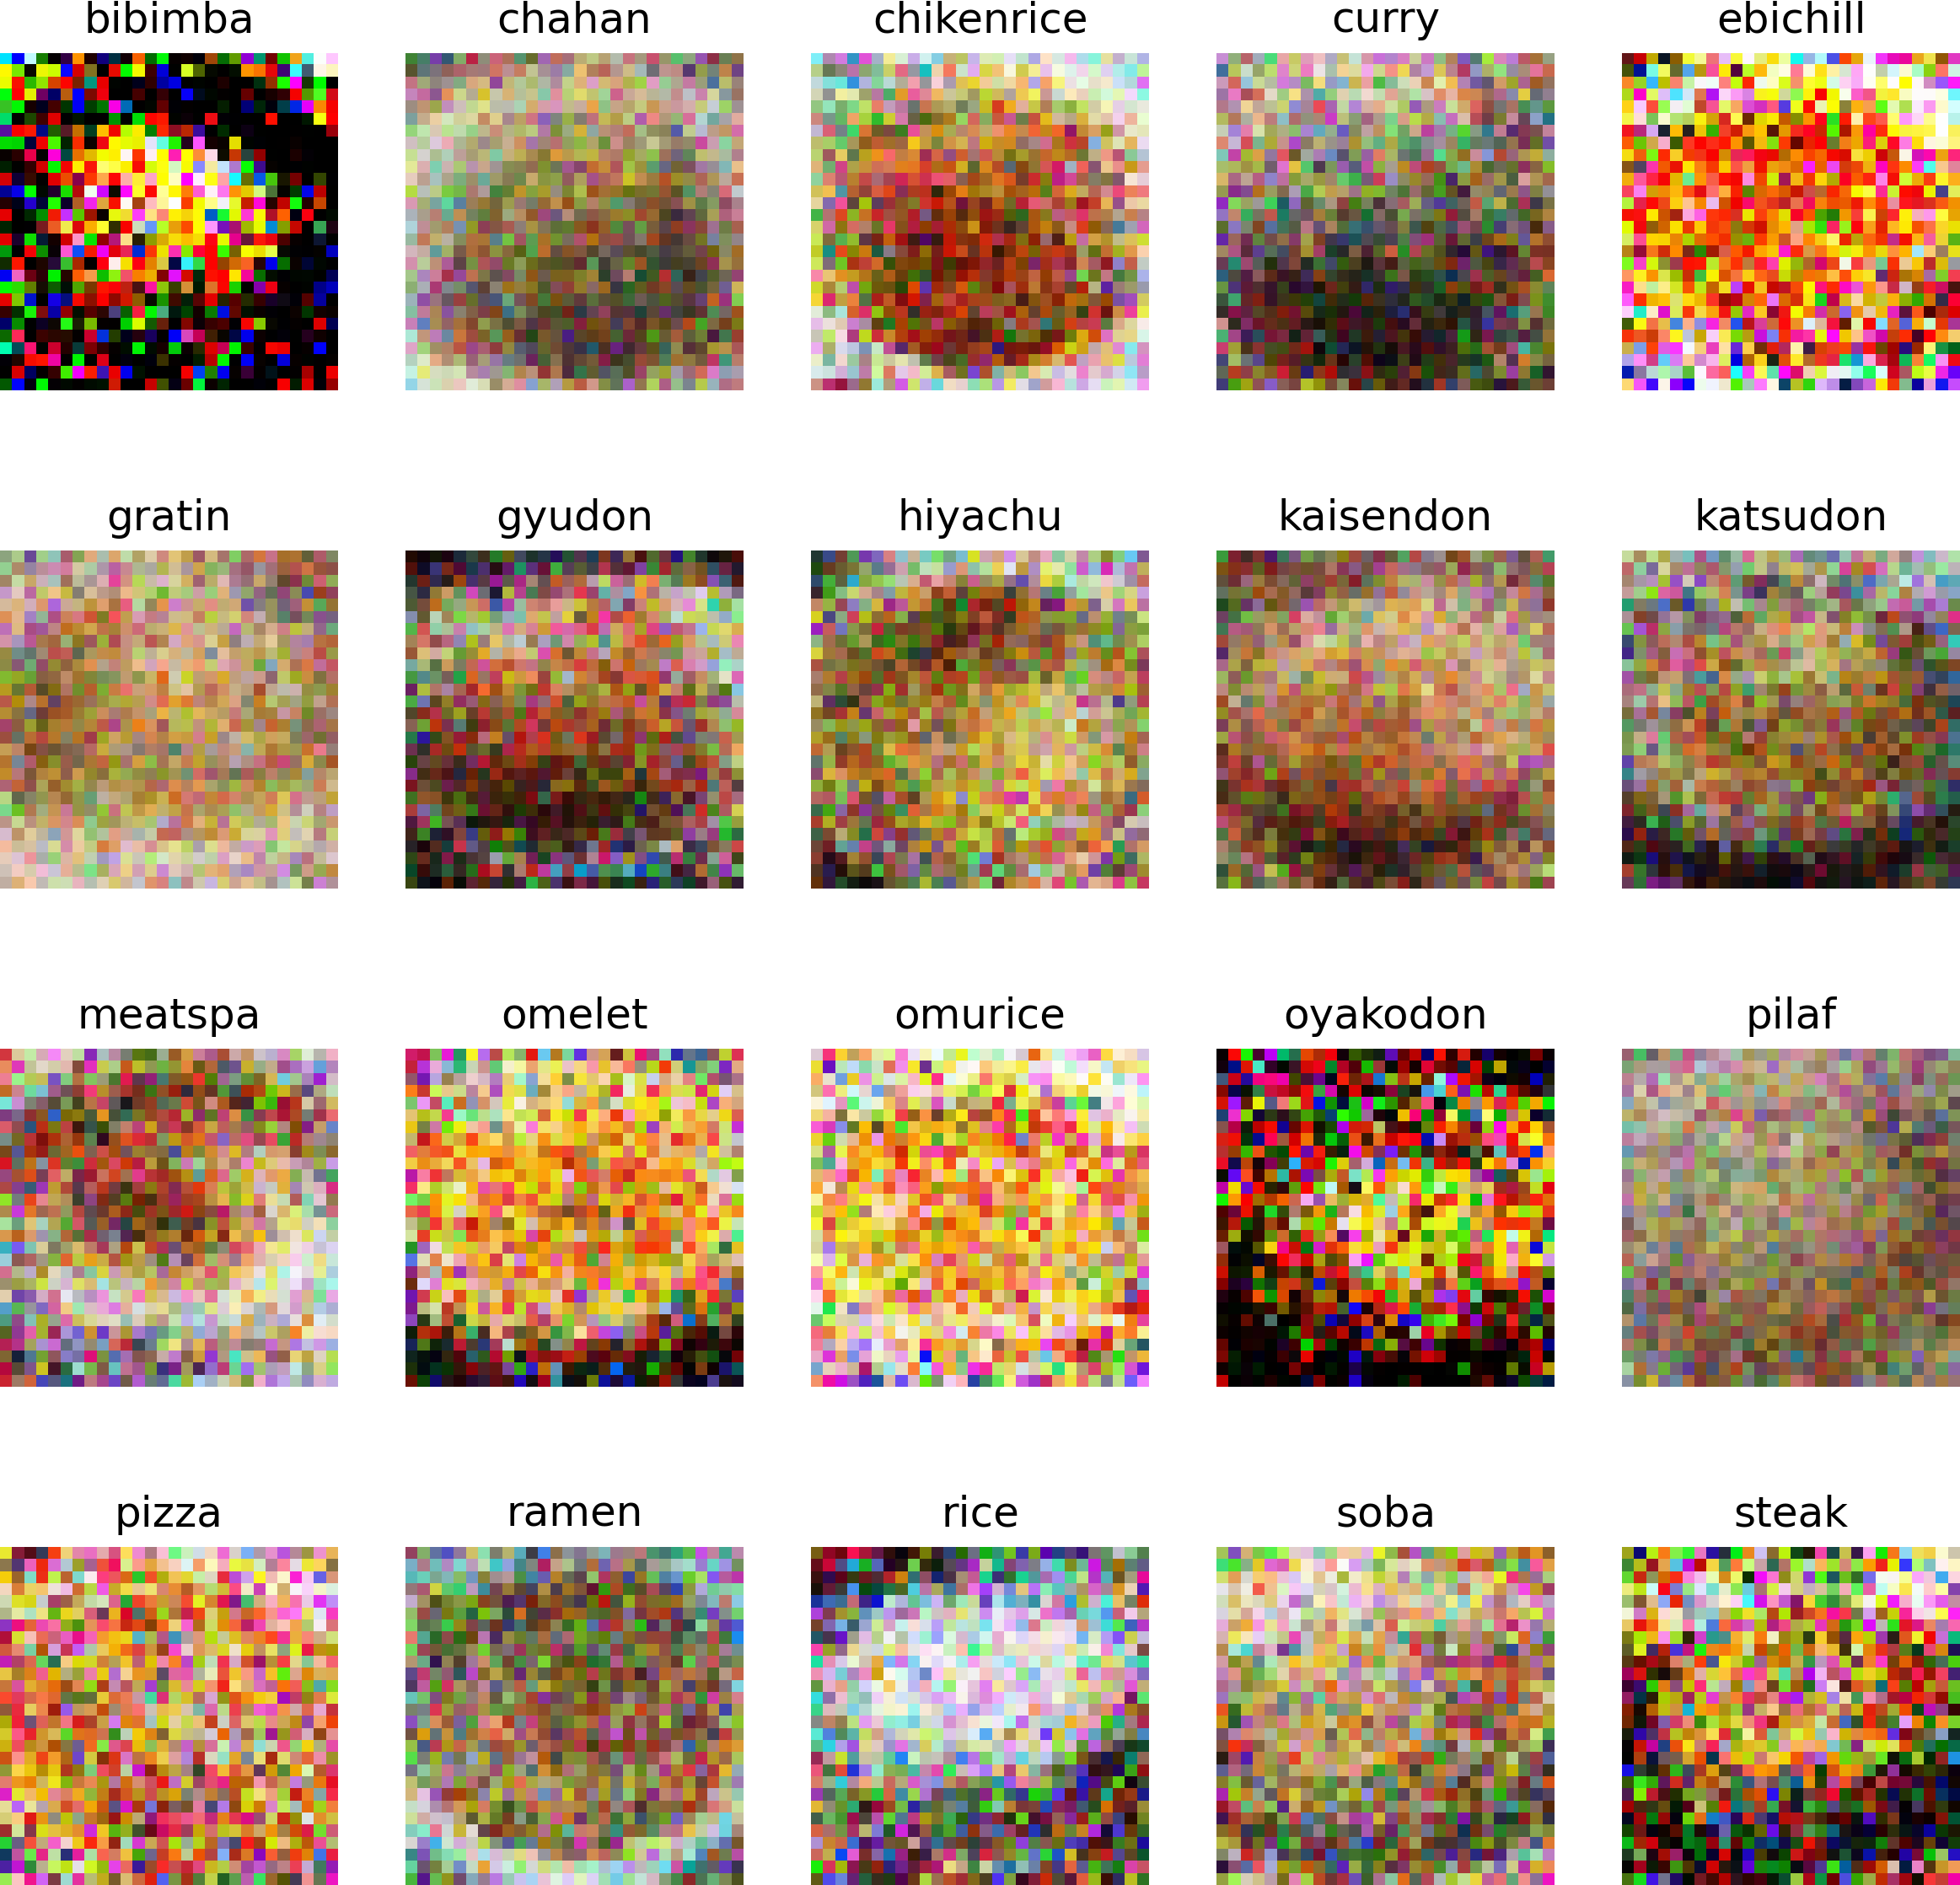 bibimba chahan chikenrice curry ebichill
gratin gyudon hiyachu kaisendon katsudon
meatspa omelet omurice oyakodon pilaf
pizza ramen rice soba steak